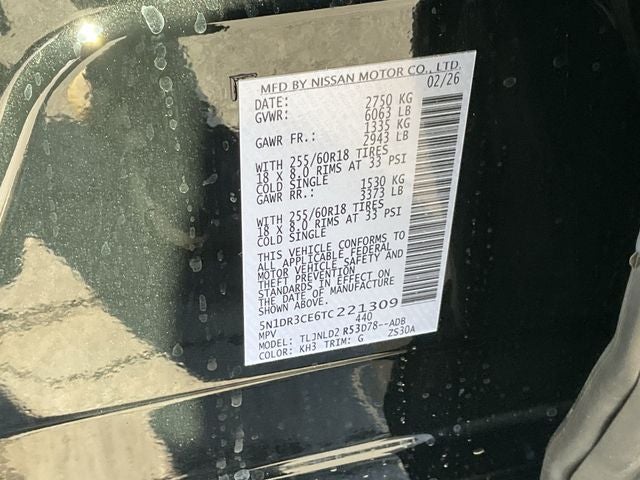 MFD BY NISSAN MOTOR CO., LTD.
DATE: 02/26
GVWR: 2750 KG
6063 LB
GAWR FR.: 1335 KG
2943 LB
WITH 255/60R18 TIRES
18 X 8.0 RIMS AT 33 PSI
COLD SINGLE
GAWR RR.: 1530 KG
3373 LB
WITH 255/60R18 TIRES
18 X 8.0 RIMS AT 33 PSI
COLD SINGLE
THIS VEHICLE CONFORMS TO
ALL APPLICABLE FEDERAL
MOTOR VEHICLE SAFETY AND
THEFT PREVENTION
STANDARDS IN EFFECT ON
THE DATE OF MANUFACTURE
SHOWN ABOVE.
5N1DR3CE6TC221309
MPV 440
MODEL: TLJNLD2 R53D78--ADB
COLOR: KH3 TRIM: G ZS30A